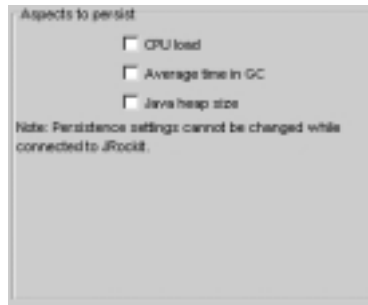 Aspects to persist
CPU load
Average time in GC
Java heap size
Note: Persistence settings cannot be changed while
connected to JRockit.